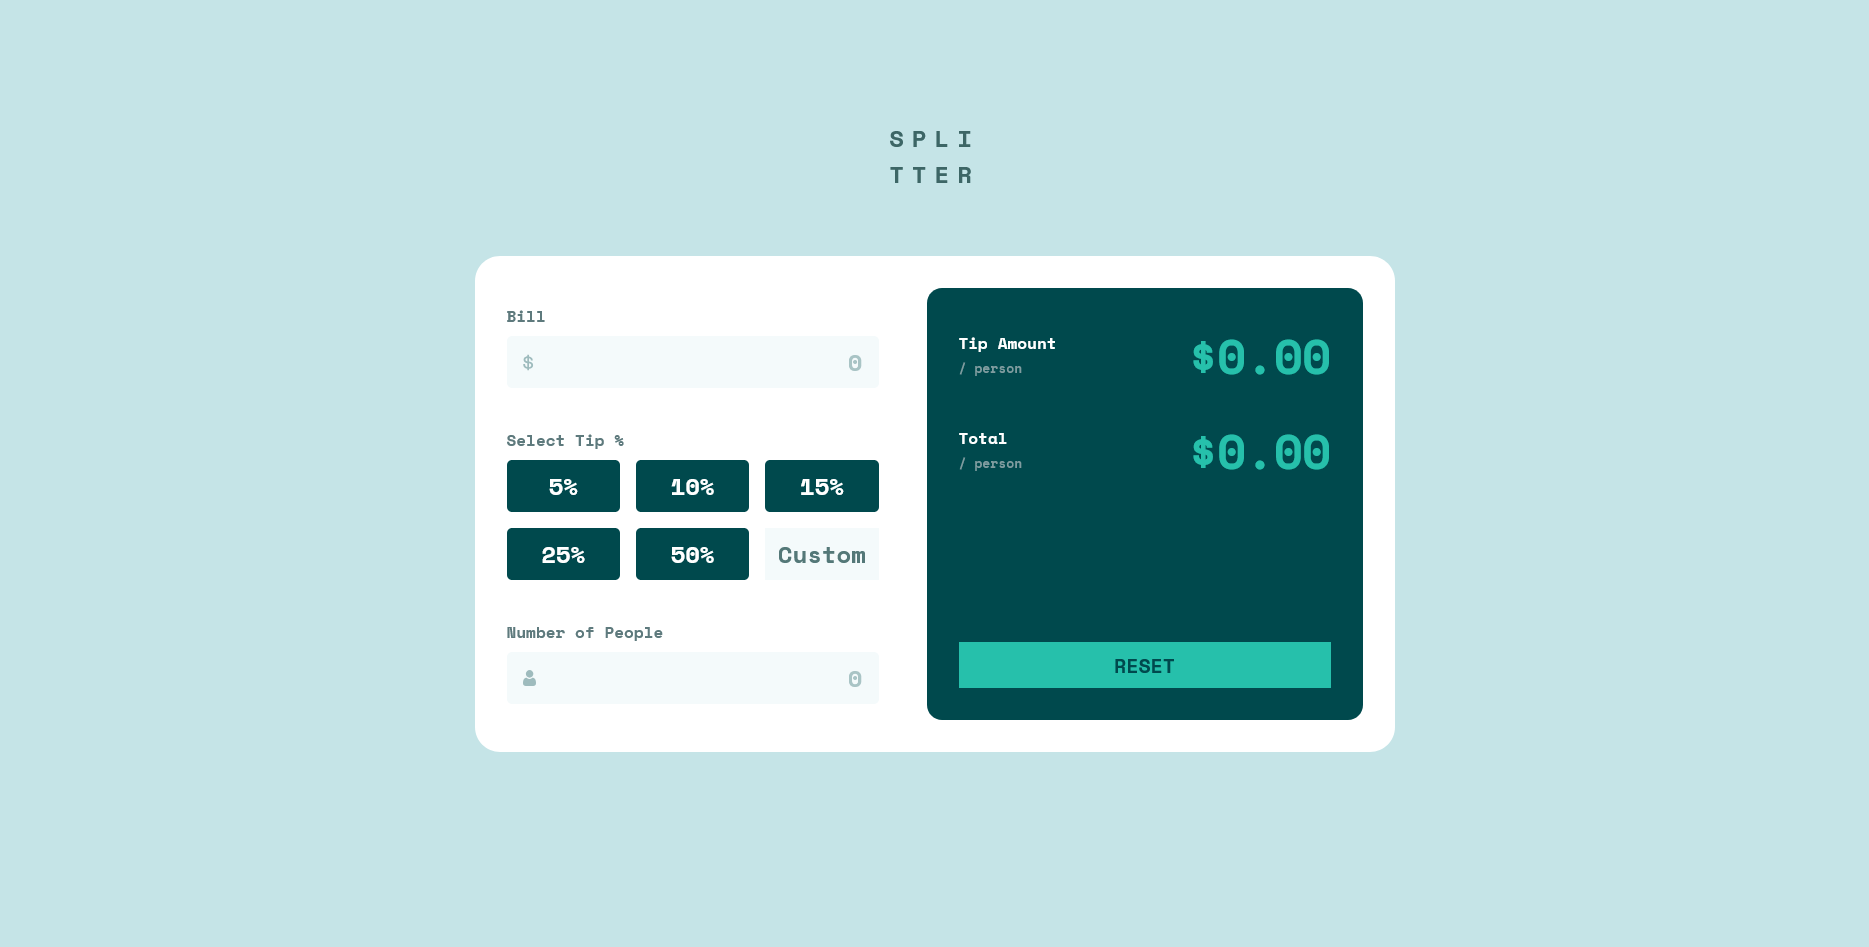 SPLI
TTER
Bill
$ 0
Select Tip %
5% 10% 15%
25% 50% Custom
Number of People
0
Tip Amount
/ person
$0.00
Total
/ person
$0.00
RESET